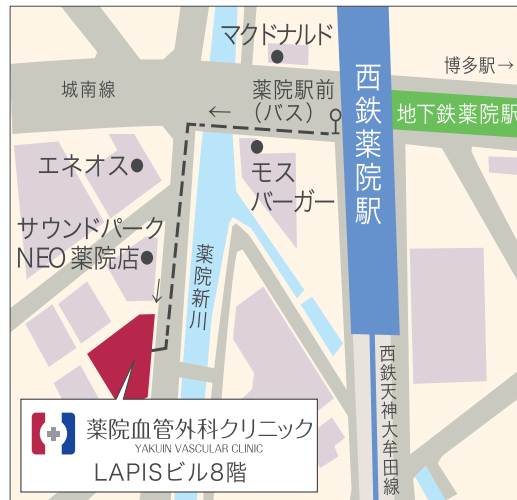 マクドナルド
博多駅→
城南線
薬院駅前
(バス)
←
地下鉄薬院駅
西鉄薬院駅
エネオス
モス
バーガー
サウンドパーク
NEO薬院店
薬院新川
↓
西鉄天神大牟田線
薬院血管外科クリニック
YAKUIN VASCULAR CLINIC
LAPISビル8階